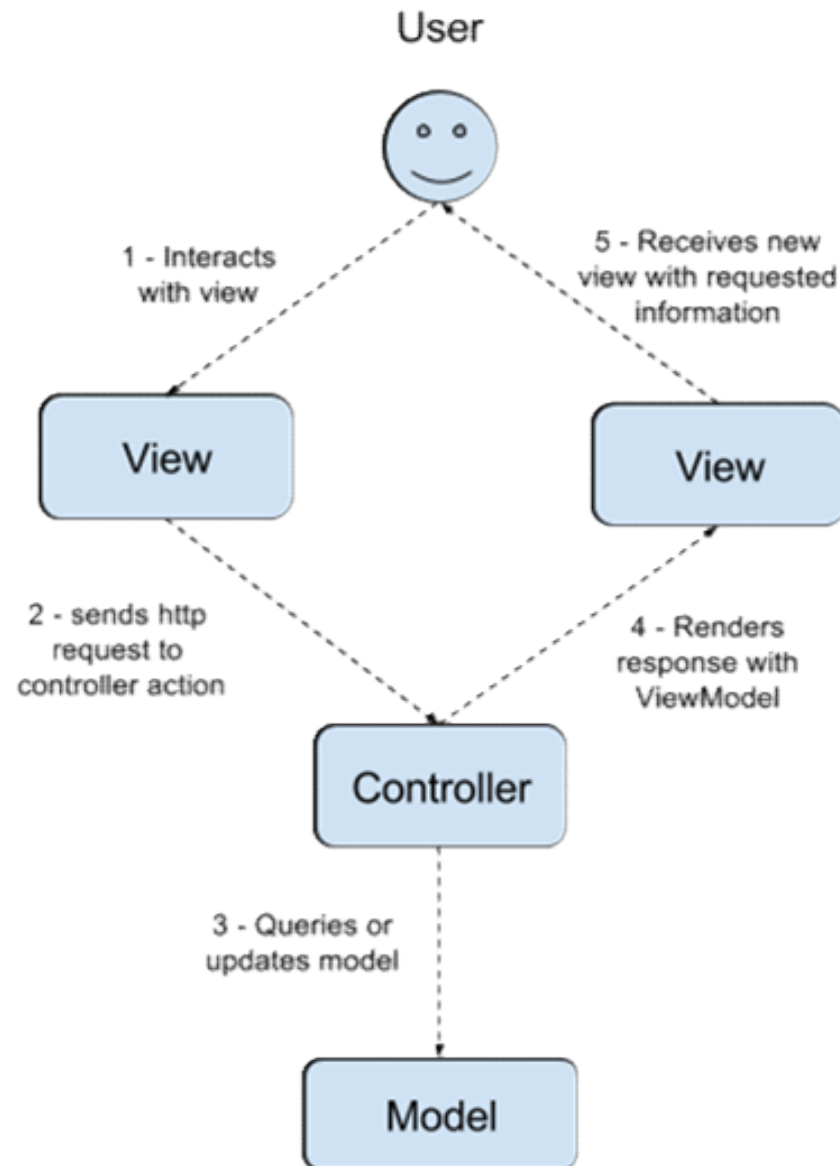 User
1 - Interacts
with view
5 - Receives new
view with requested
information
View
View
2 - sends http
request to
controller action
4 - Renders
response with
ViewModel
Controller
3 - Queries or
updates model
Model